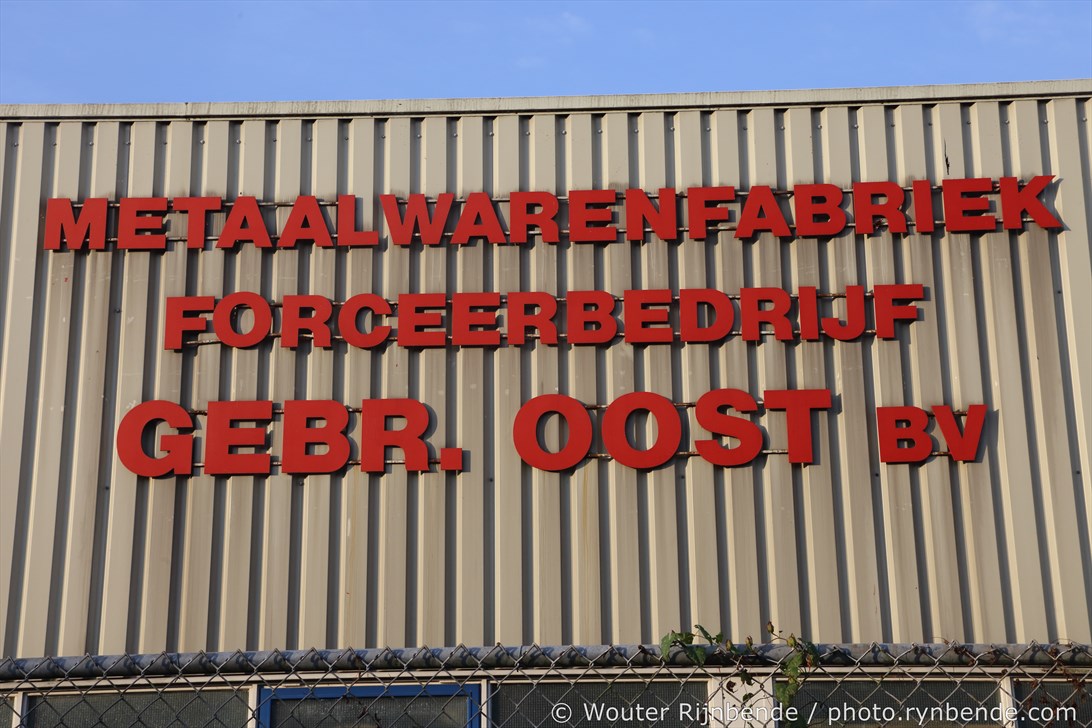 METAALWARENFABRIEK
FORCEERBEDRIJF
GEBR. OOST BV
© Wouter Rijnbende / photo.rynbende.com